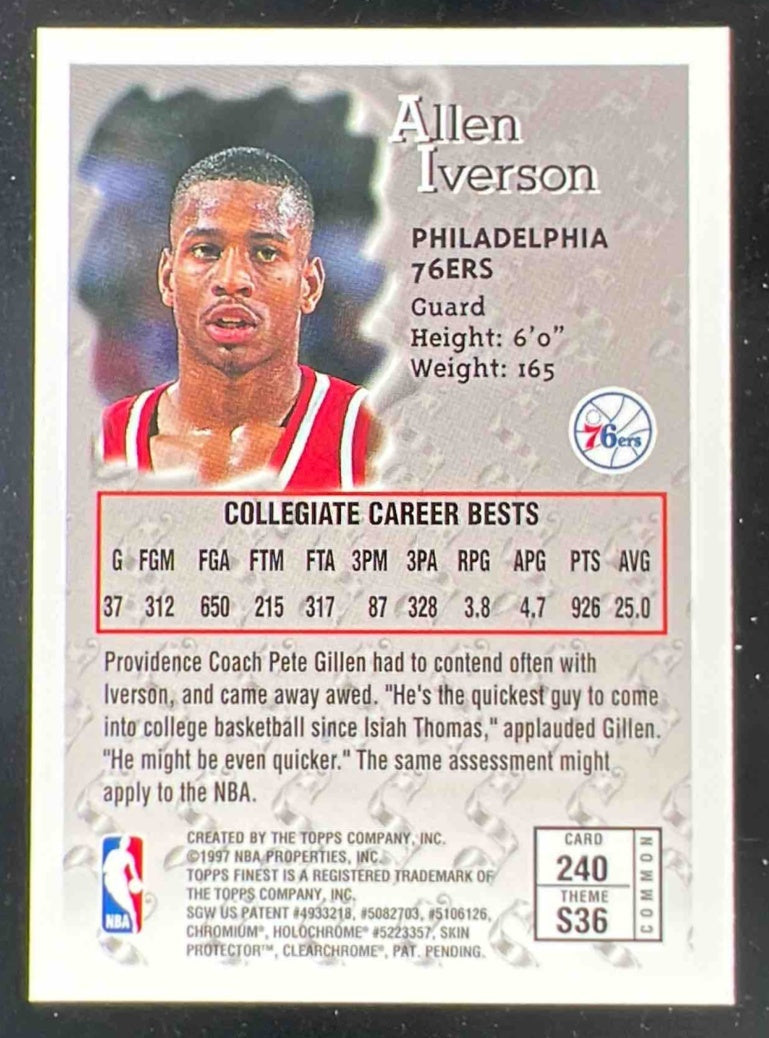 Allen
Iverson
PHILADELPHIA
76ERS
Guard
Height: 6'0"
Weight: 165
76ers
COLLEGIATE CAREER BESTS
G FGM FGA FTM FTA 3PM 3PA RPG APG PTS AVG
37 312 650 215 317 87 328 3.8 4.7 926 25.0
Providence Coach Pete Gillen had to contend often with
Iverson, and came away awed. "He's the quickest guy to come
into college basketball since Isiah Thomas," applauded Gillen.
"He might be even quicker." The same assessment might
apply to the NBA.
NBA
CREATED BY THE TOPPS COMPANY, INC.
©1997 NBA PROPERTIES, INC.
TOPPS FINEST IS A REGISTERED TRADEMARK OF
THE TOPPS COMPANY, INC.
SGW US PATENT #4933218, #5082703, #5106126,
CHROMIUM®, HOLOCHROME® #5223357, SKIN
PROTECTOR™, CLEARCHROME®, PAT. PENDING.
CARD
240
THEME
S36
COMMON